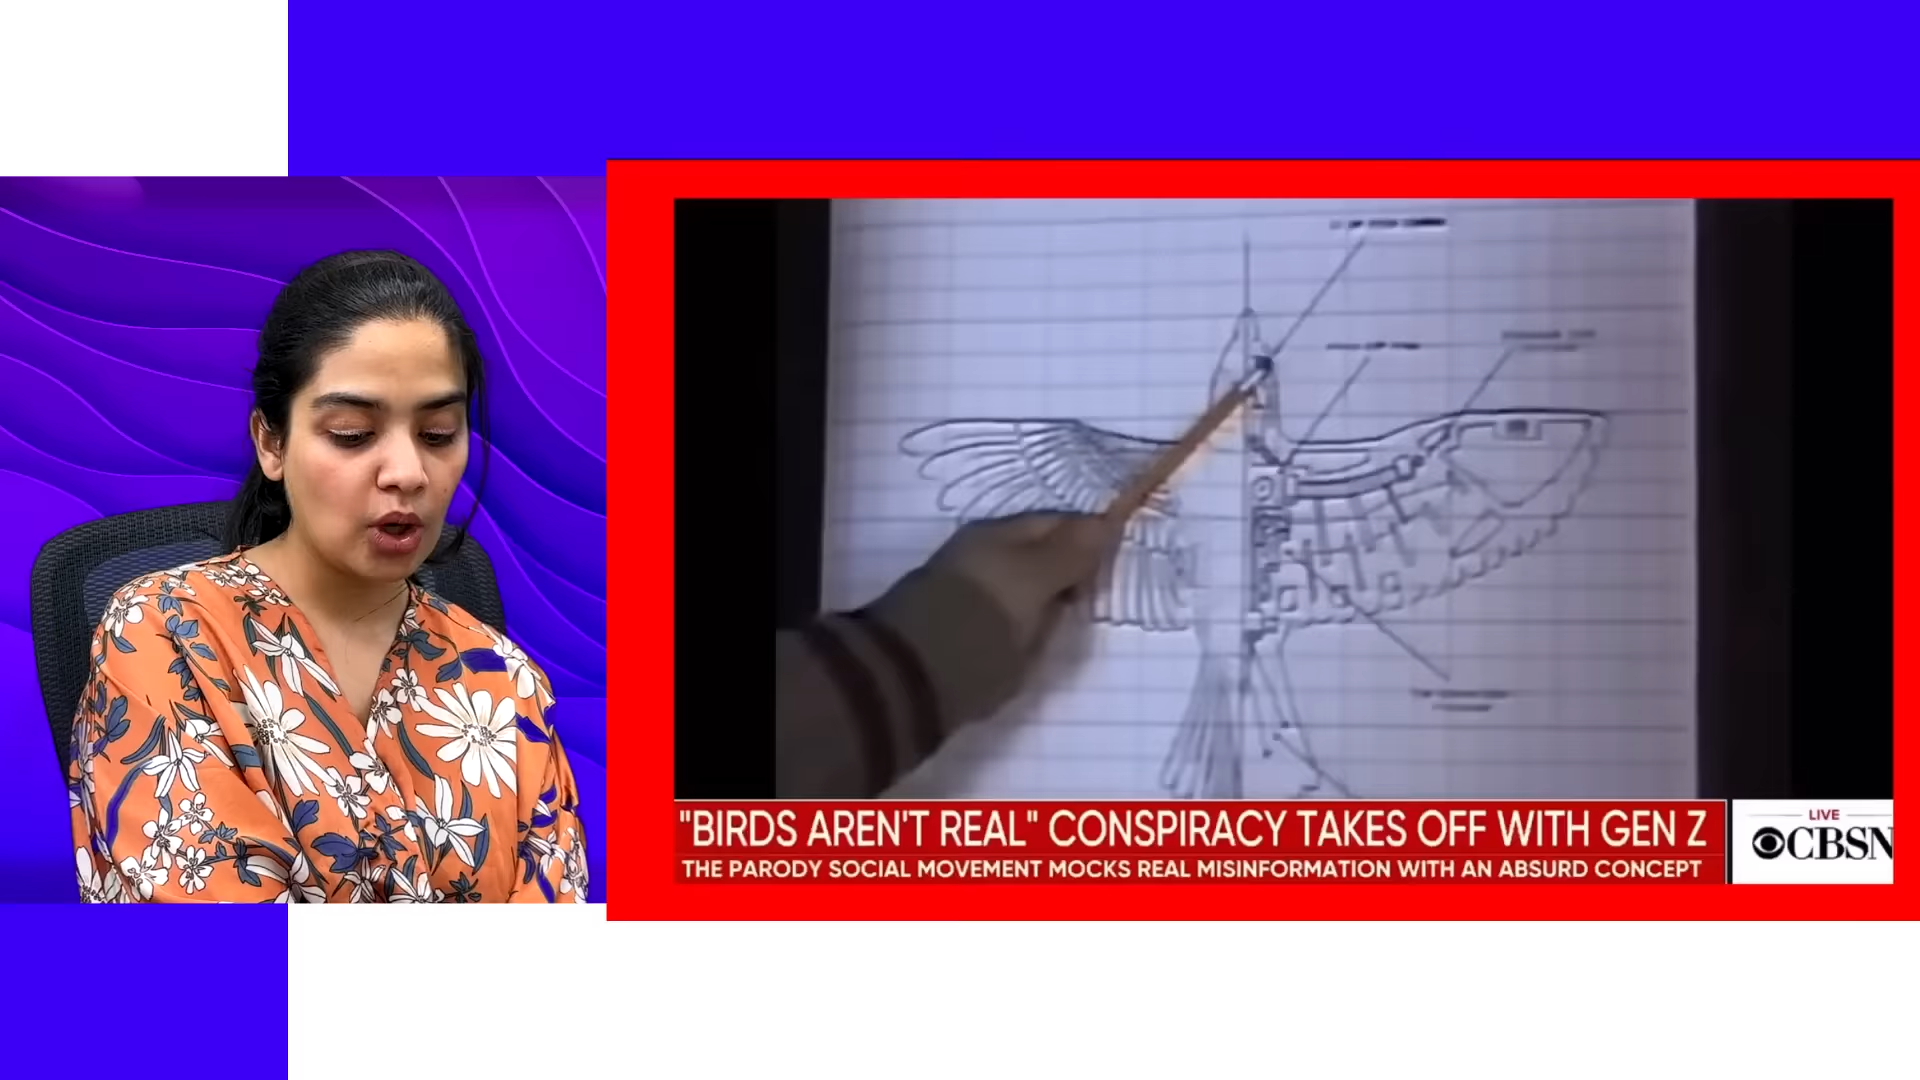 "BIRDS AREN'T REAL" CONSPIRACY TAKES OFF WITH GEN Z
THE PARODY SOCIAL MOVEMENT MOCKS REAL MISINFORMATION WITH AN ABSURD CONCEPT
LIVE
CBSN